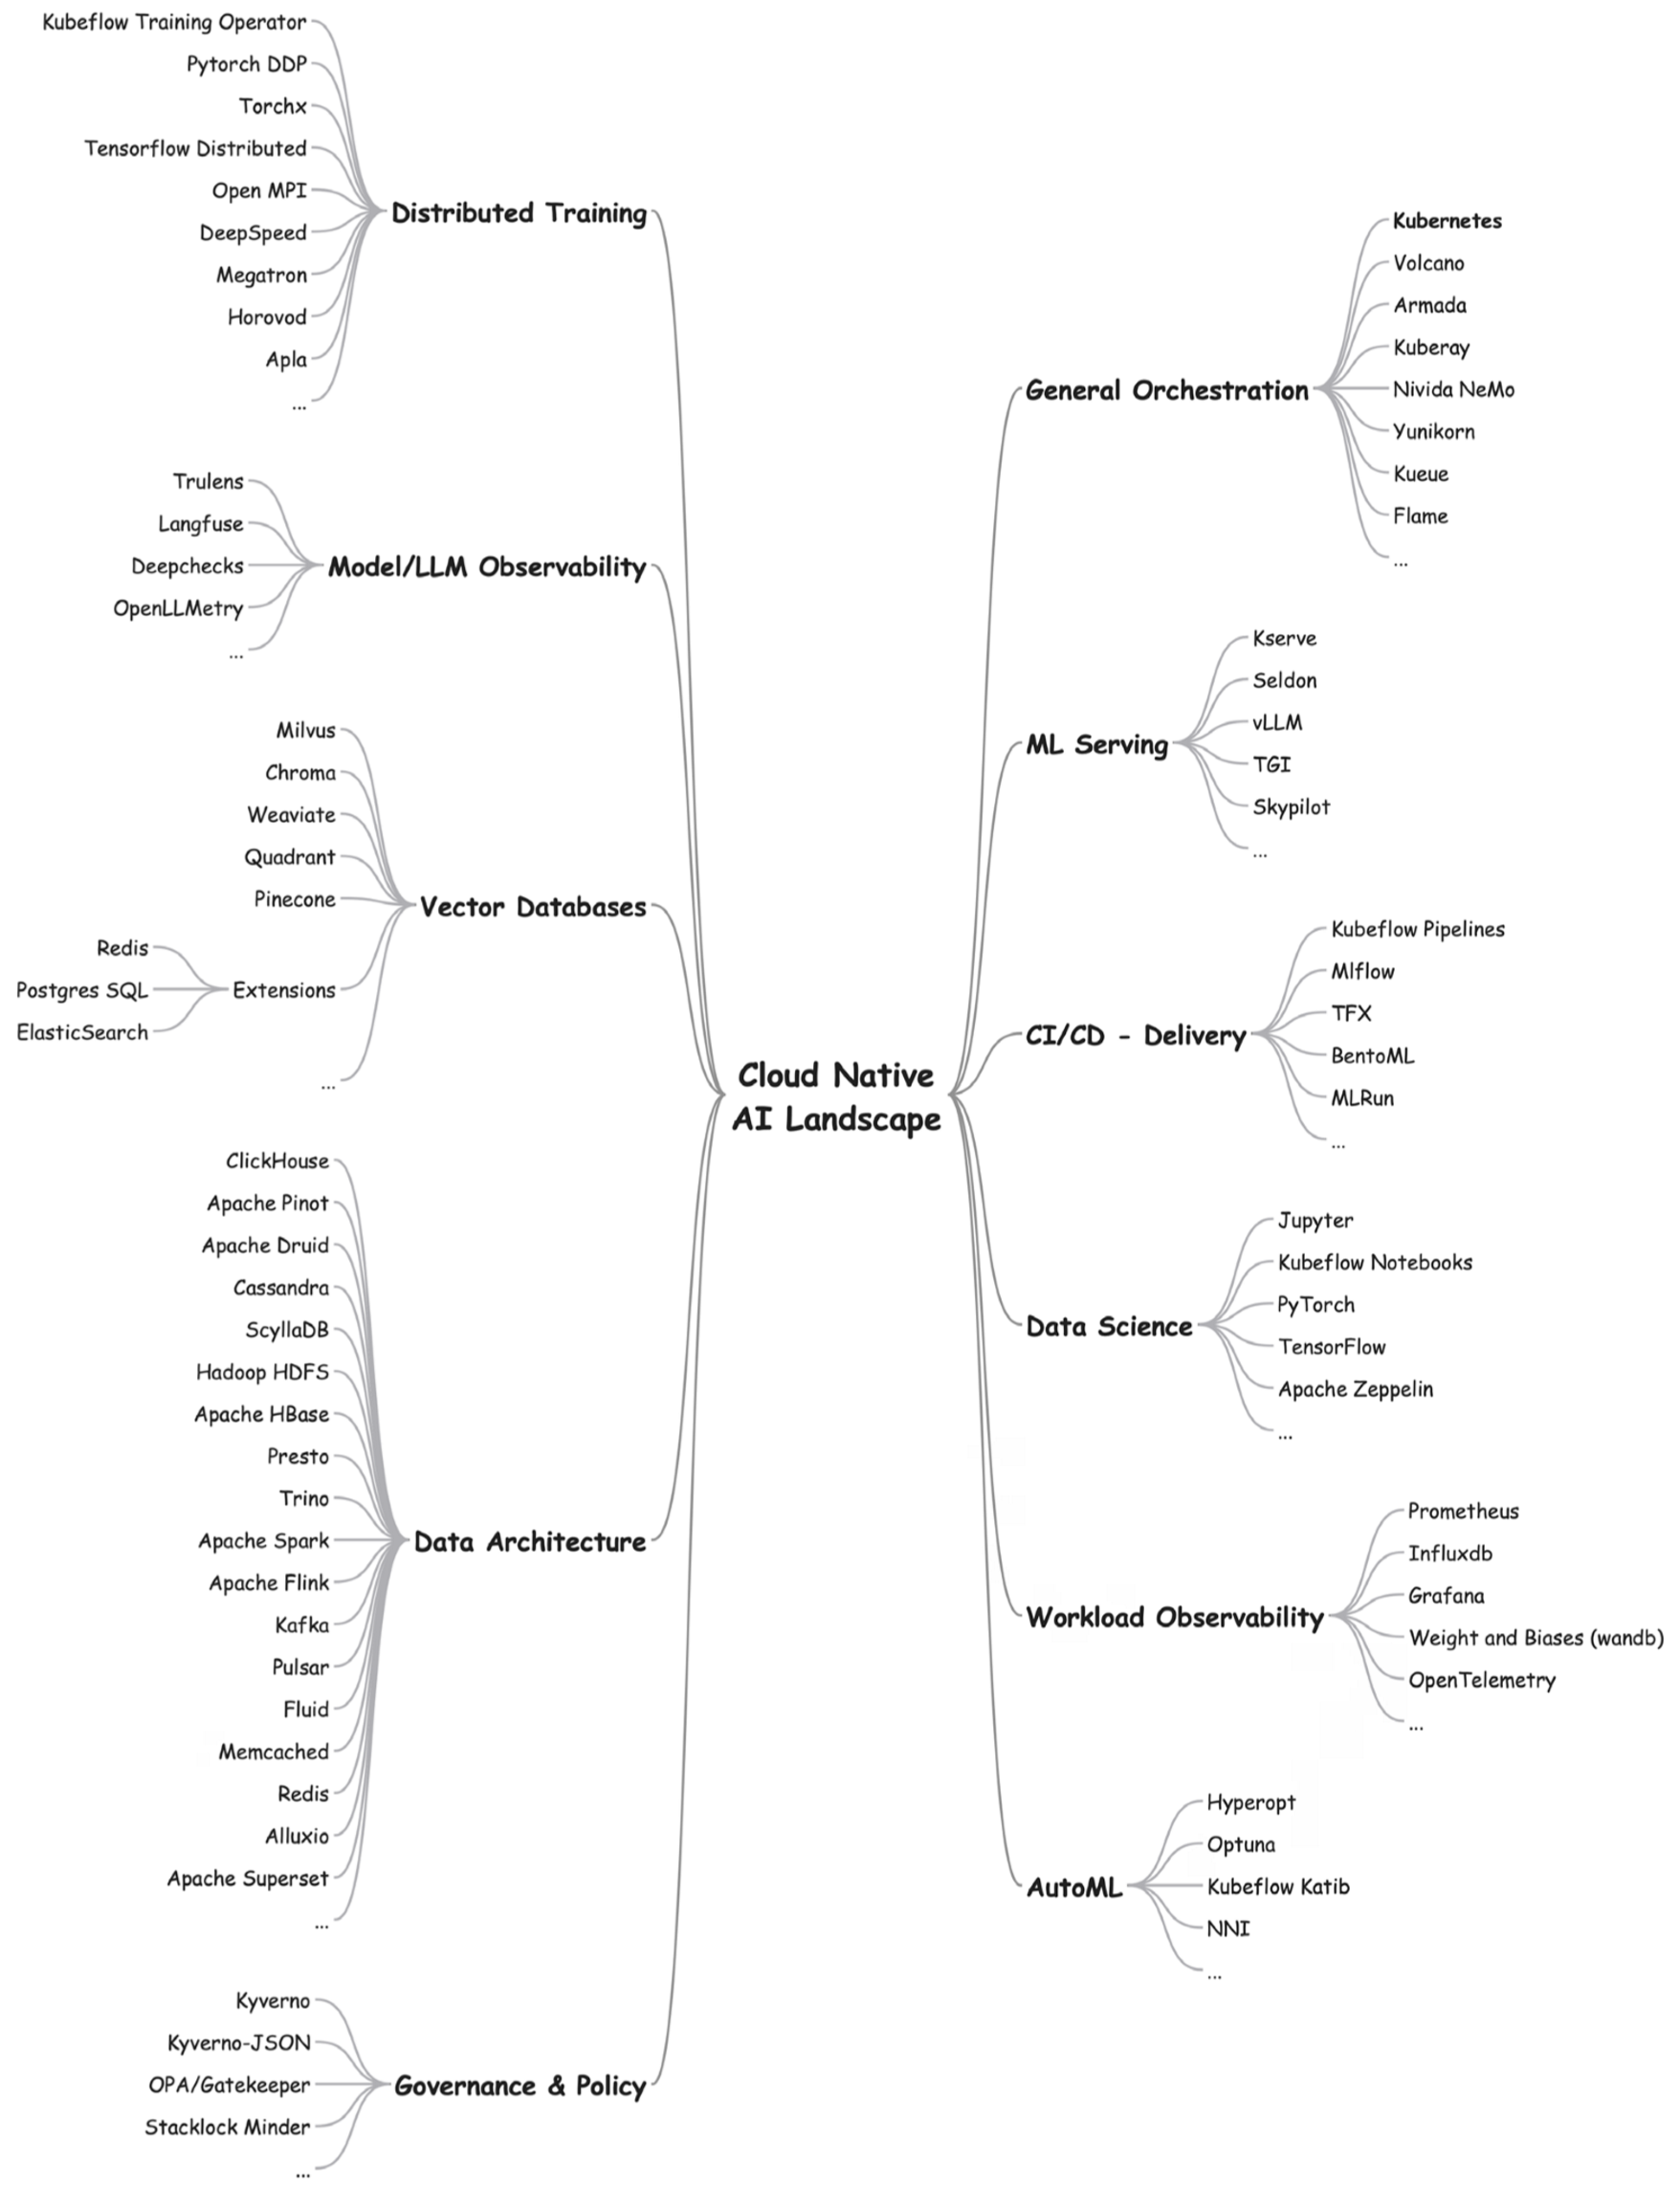 Cloud Native
AI Landscape
Distributed Training
Kubeflow Training Operator
Pytorch DDP
Torchx
Tensorflow Distributed
Open MPI
DeepSpeed
Megatron
Horovod
Apla
...
Model/LLM Observability
Trulens
Langfuse
Deepchecks
OpenLLMetry
...
Vector Databases
Milvus
Chroma
Weaviate
Quadrant
Pinecone
Extensions
Redis
Postgres SQL
ElasticSearch
...
Data Architecture
ClickHouse
Apache Pinot
Apache Druid
Cassandra
ScyllaDB
Hadoop HDFS
Apache HBase
Presto
Trino
Apache Spark
Apache Flink
Kafka
Pulsar
Fluid
Memcached
Redis
Alluxio
Apache Superset
...
Governance & Policy
Kyverno
Kyverno-JSON
OPA/Gatekeeper
Stacklock Minder
...
General Orchestration
Kubernetes
Volcano
Armada
Kuberay
Nivida NeMo
Yunikorn
Kueue
Flame
...
ML Serving
Kserve
Seldon
vLLM
TGI
Skypilot
...
CI/CD - Delivery
Kubeflow Pipelines
Mlflow
TFX
BentoML
MLRun
...
Data Science
Jupyter
Kubeflow Notebooks
PyTorch
TensorFlow
Apache Zeppelin
...
Workload Observability
Prometheus
Influxdb
Grafana
Weight and Biases (wandb)
OpenTelemetry
...
AutoML
Hyperopt
Optuna
Kubeflow Katib
NNI
...